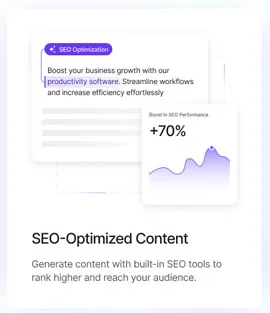 SEO Optimization
Boost your business growth with our
productivity software. Streamline workflows
and increase efficiency effortlessly
Boost in SEO Performance
+70%
SEO-Optimized Content
Generate content with built-in SEO tools to
rank higher and reach your audience.